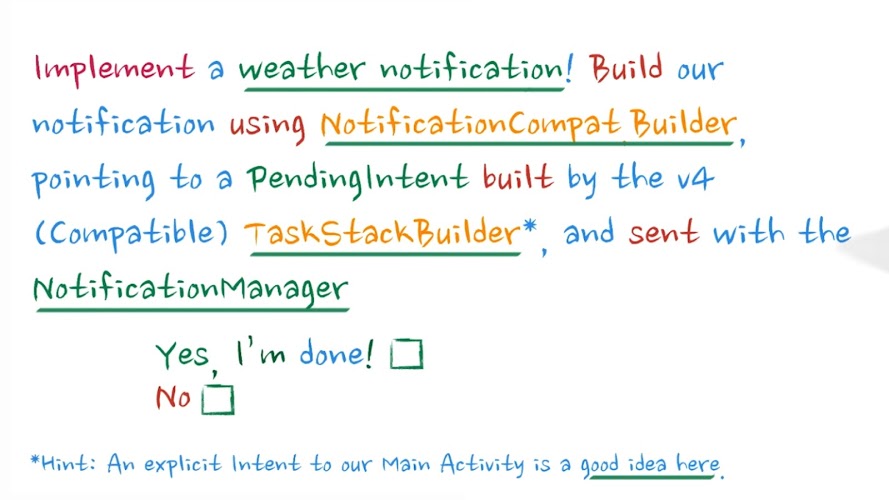 Implement a weather notification! Build our
notification using NotificationCompat Builder,
pointing to a PendingIntent built by the v4
(Compatible) TaskStackBuilder*, and sent with the
NotificationManager
Yes, I'm done!
No
*Hint: An explicit Intent to our Main Activity is a good idea here.